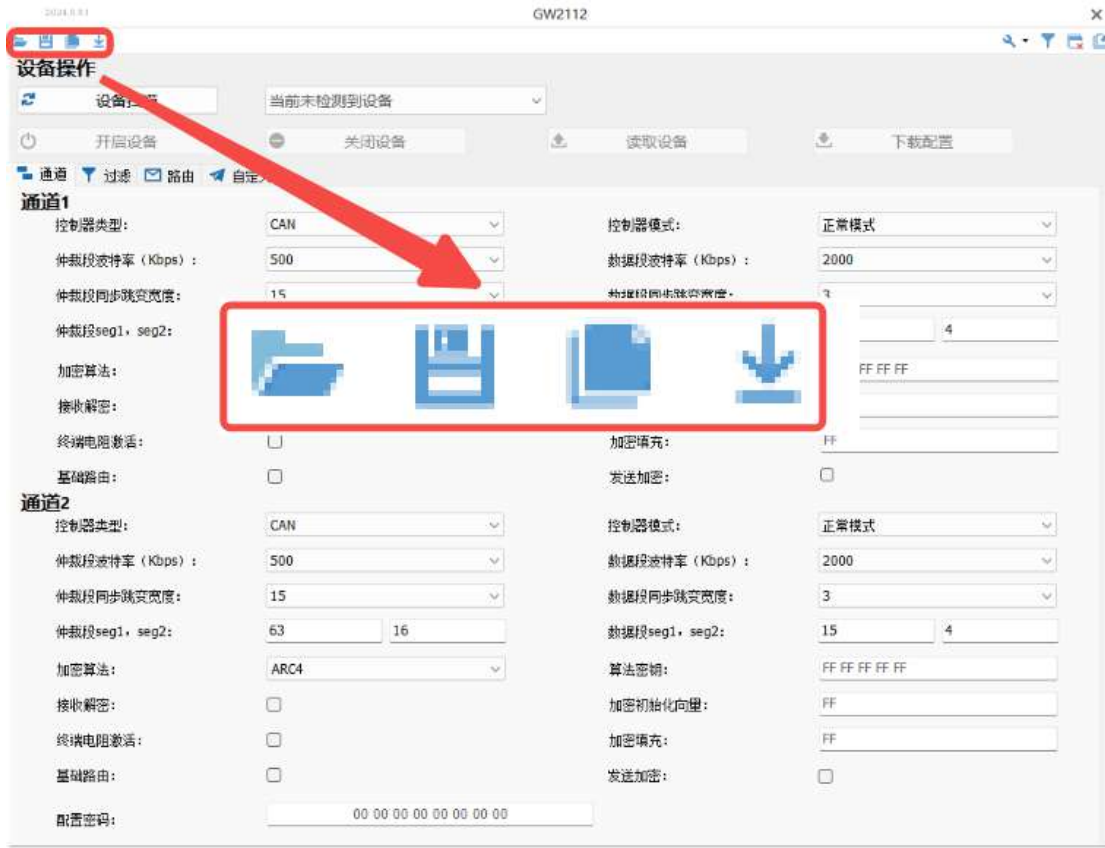 2024.8.8.1
GW2112
设备操作
当前未检测到设备
开启设备
关闭设备
读取设备
下载配置
通道 过滤 路由
通道1
控制器类型: CAN 控制器模式: 正常模式
仲裁段波特率（Kbps）: 500 数据段波特率（Kbps）: 2000
仲裁段同步跳变宽度: 15 数据段同步跳变宽度: 3
仲裁段seg1，seg2: 4
加密算法: FF FF FF
接收解密:
终端电阻激活: 加密填充: FF
基础路由: 发送加密:
通道2
控制器类型: CAN 控制器模式: 正常模式
仲裁段波特率（Kbps）: 500 数据段波特率（Kbps）: 2000
仲裁段同步跳变宽度: 15 数据段同步跳变宽度: 3
仲裁段seg1，seg2: 63 16 数据段seg1，seg2: 15 4
加密算法: ARC4 算法密钥: FF FF FF FF FF
接收解密: 加密初始化向量: FF
终端电阻激活: 加密填充: FF
基础路由: 发送加密:
配置密码: 00 00 00 00 00 00 00 00